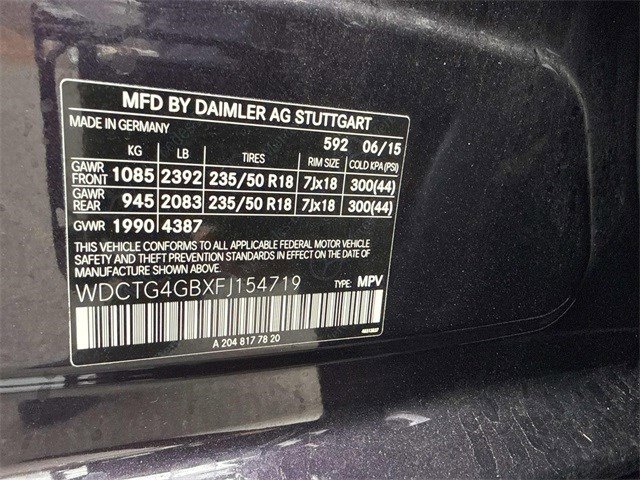 MFD BY DAIMLER AG STUTTGART
MADE IN GERMANY 592 06/15
KG LB TIRES RIM SIZE COLD KPA (PSI)
GAWR FRONT 1085 2392 235/50 R18 7Jx18 300(44)
GAWR REAR 945 2083 235/50 R18 7Jx18 300(44)
GVWR 1990 4387
THIS VEHICLE CONFORMS TO ALL APPLICABLE FEDERAL MOTOR VEHICLE
SAFETY AND THEFT PREVENTION STANDARDS IN EFFECT ON THE
DATE OF MANUFACTURE SHOWN ABOVE.
WDCTG4GBXFJ154719 TYPE: MPV
A 204 817 78 20